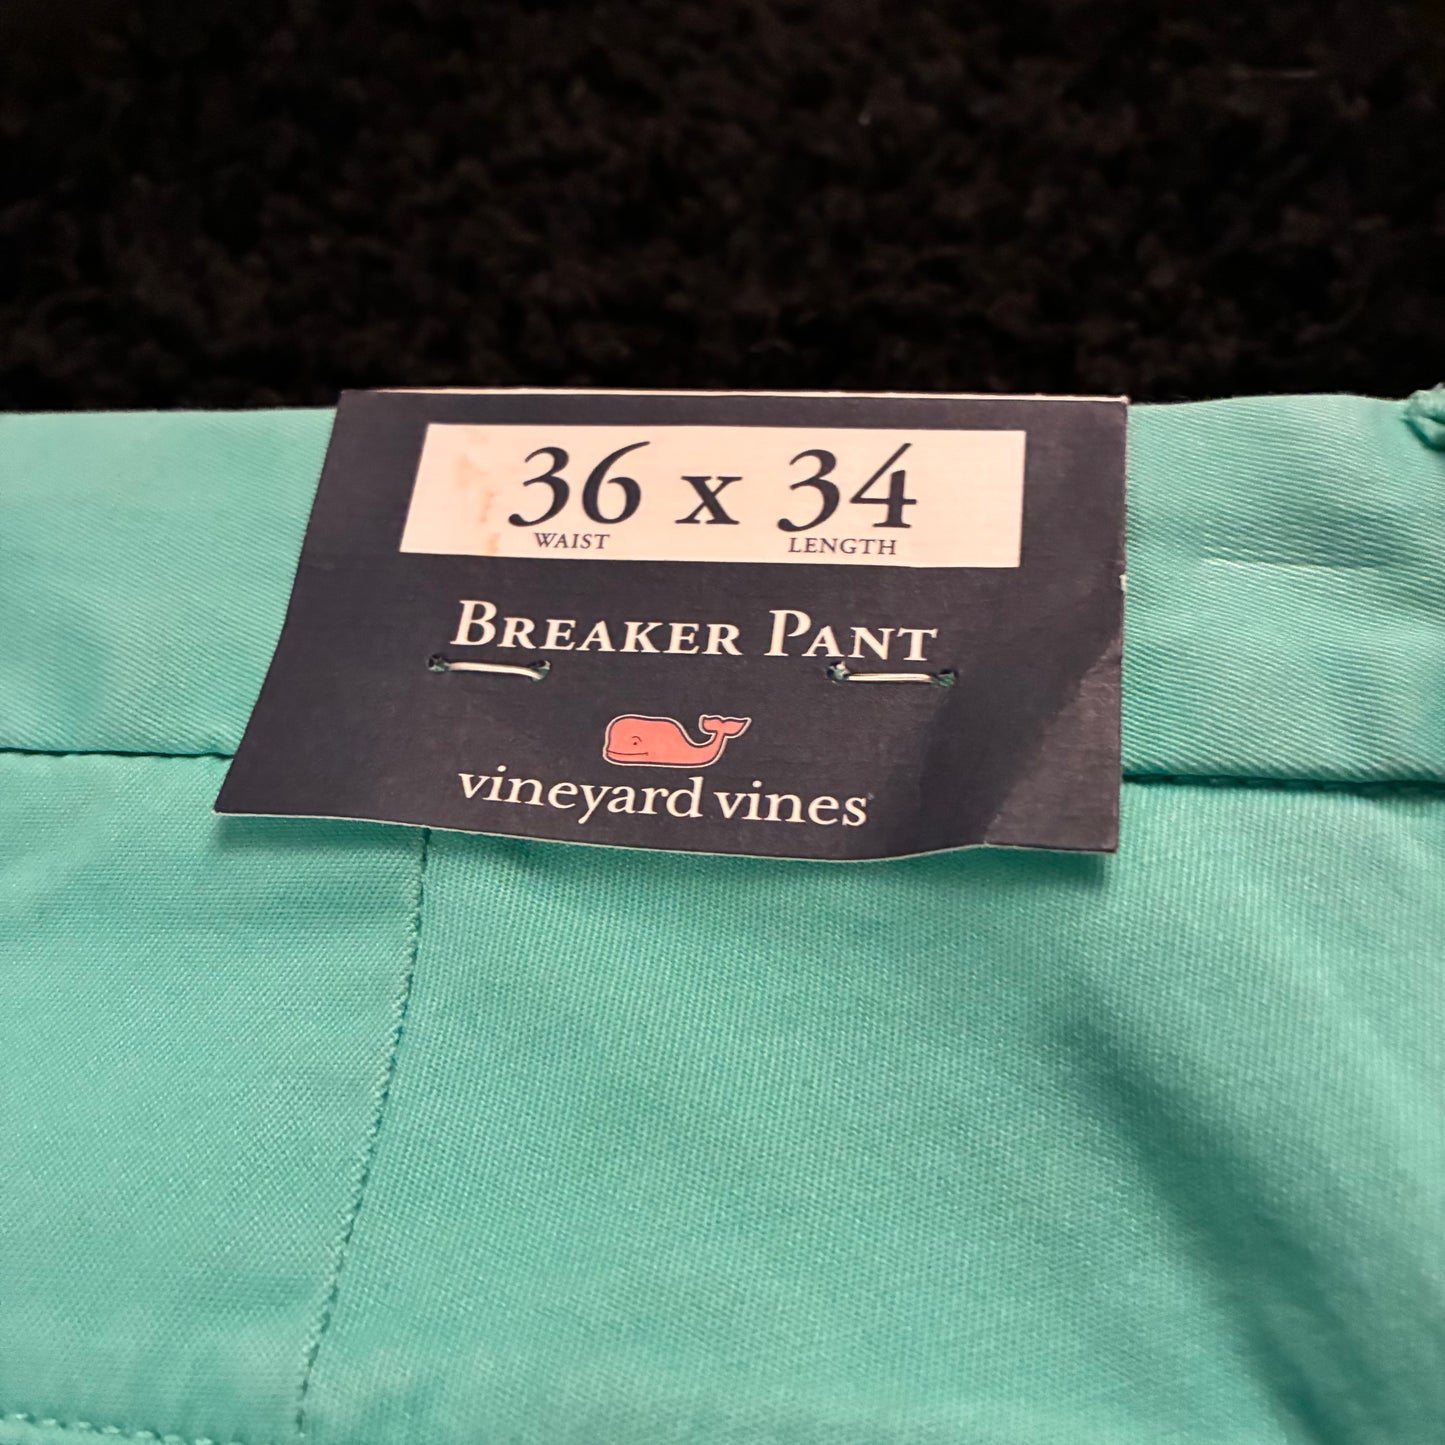 36 x 34
WAIST LENGTH
BREAKER PANT
vineyard vines